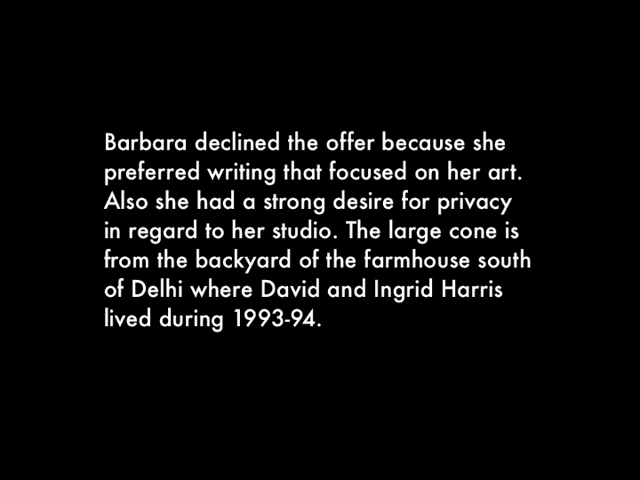 Barbara declined the offer because she
preferred writing that focused on her art.
Also she had a strong desire for privacy
in regard to her studio. The large cone is
from the backyard of the farmhouse south
of Delhi where David and Ingrid Harris
lived during 1993-94.